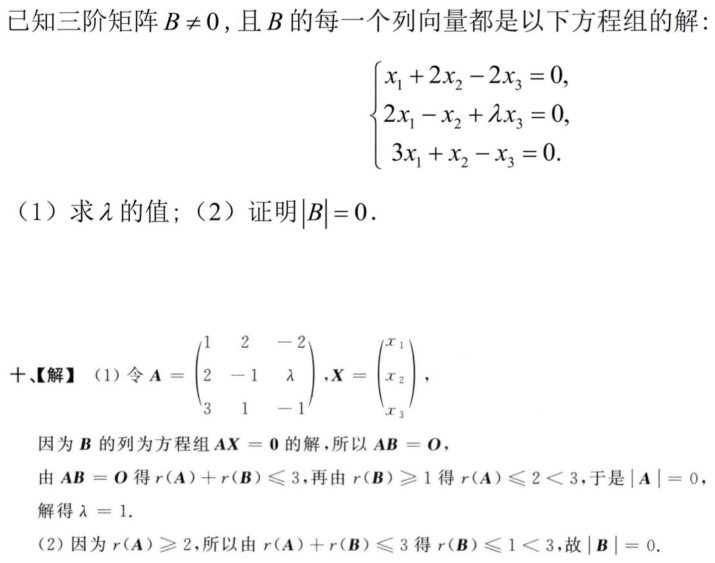 已知三阶矩阵 B ≠ 0 , 且 B 的每一个列向量都是以下方程组的解:
x₁ + 2x₂ − 2x₃ = 0,
2x₁ − x₂ + λx₃ = 0,
3x₁ + x₂ − x₃ = 0.
（1）求 λ 的值;（2）证明 |B| = 0 .
十、【解】 （1）令 A = (1 2 −2; 2 −1 λ; 3 1 −1), X = (x₁; x₂; x₃),
因为 B 的列为方程组 AX = 0 的解,所以 AB = O,
由 AB = O 得 r(A) + r(B) ≤ 3,再由 r(B) ≥ 1 得 r(A) ≤ 2 < 3,于是 | A | = 0,
解得 λ = 1.
（2）因为 r(A) ≥ 2,所以由 r(A) + r(B) ≤ 3 得 r(B) ≤ 1 < 3,故 | B | = 0.